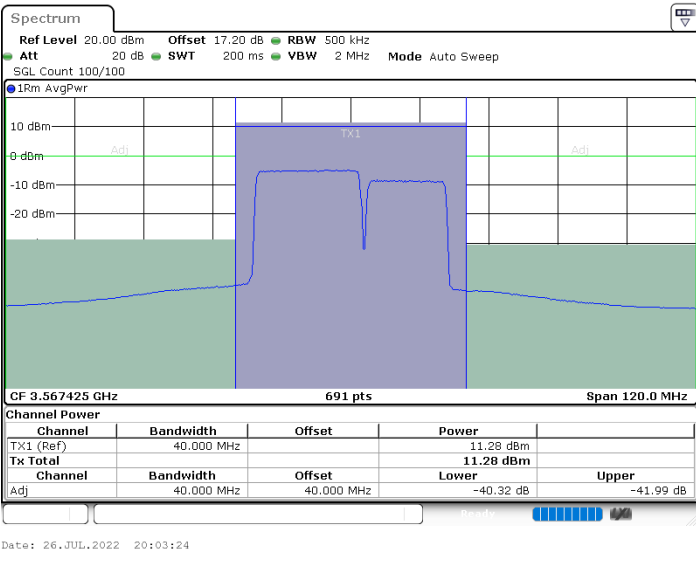 Spectrum
Ref Level 20.00 dBm Offset 17.20 dB RBW 500 kHz
Att 20 dB SWT 200 ms VBW 2 MHz Mode Auto Sweep
SGL Count 100/100
1Rm AvgPwr
10 dBm
TX1
Adj Adj
0 dBm
-10 dBm
-20 dBm
CF 3.567425 GHz 691 pts Span 120.0 MHz
Channel Power
Channel Bandwidth Offset Power
TX1 (Ref) 40.000 MHz 11.28 dBm
Tx Total 11.28 dBm
Channel Bandwidth Offset Lower Upper
Adj 40.000 MHz 40.000 MHz -40.32 dB -41.99 dB
Ready
Date: 26.JUL.2022 20:03:24